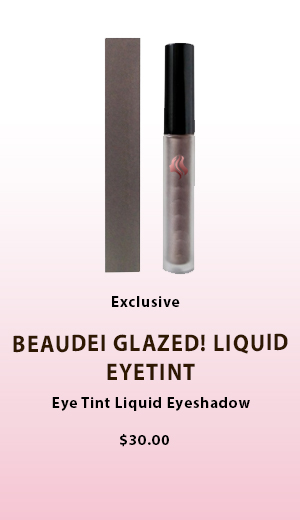 Exclusive
BEAUDEI GLAZED! LIQUID
EYETINT
Eye Tint Liquid Eyeshadow
$30.00